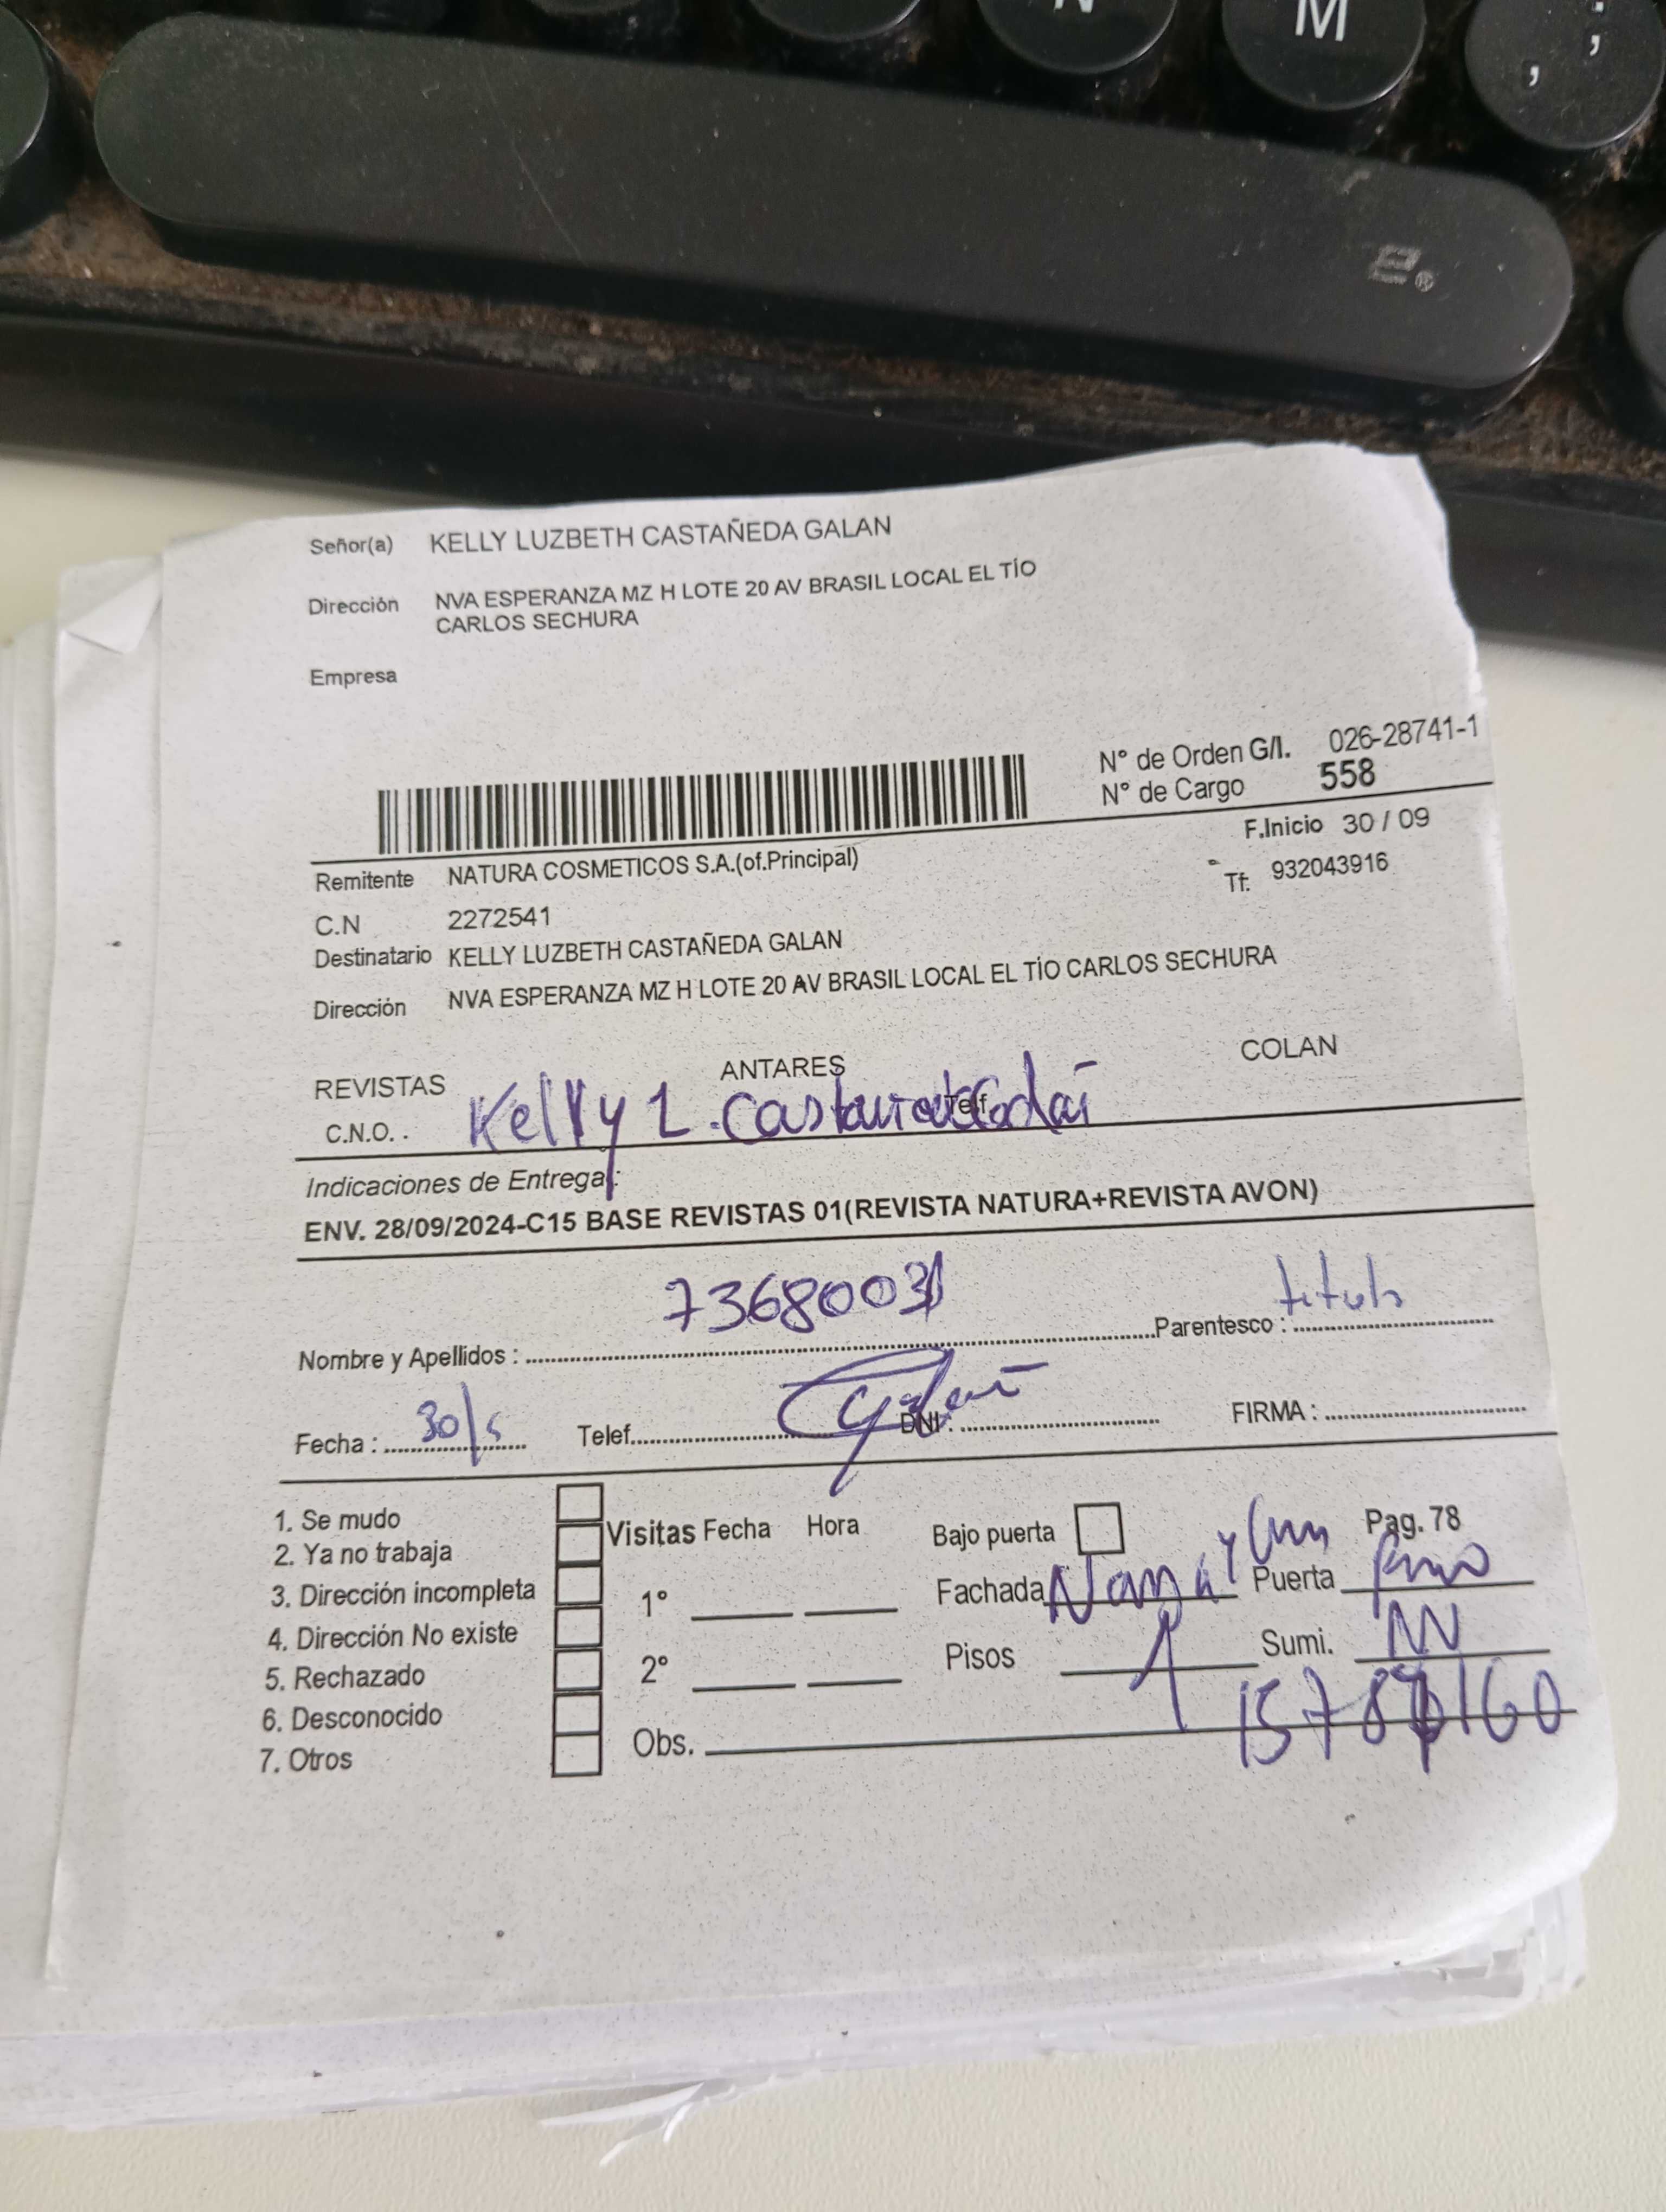 N M , ; ,
Señor(a) KELLY LUZBETH CASTAÑEDA GALAN
Dirección NVA ESPERANZA MZ H LOTE 20 AV BRASIL LOCAL EL TÍO
CARLOS SECHURA
Empresa
N° de Orden G/I. 026-28741-1
N° de Cargo 558
F.Inicio 30 / 09
Remitente NATURA COSMETICOS S.A.(of.Principal)
Tf. 932043916
C.N 2272541
Destinatario KELLY LUZBETH CASTAÑEDA GALAN
Dirección NVA ESPERANZA MZ H LOTE 20 AV BRASIL LOCAL EL TÍO CARLOS SECHURA
REVISTAS ANTARES COLAN
C.N.O. . Kelly L. Telf.
Indicaciones de Entrega :
ENV. 28/09/2024-C15 BASE REVISTAS 01(REVISTA NATURA+REVISTA AVON)
Nombre y Apellidos : 73680031 Parentesco :
Fecha : Telef. DNI : FIRMA :
1. Se mudo
2. Ya no trabaja
3. Dirección incompleta
4. Dirección No existe
5. Rechazado
6. Desconocido
7. Otros
Visitas Fecha Hora
1°
2°
Obs.
Bajo puerta Pag. 78
Fachada Puerta
Pisos 1 Sumi.